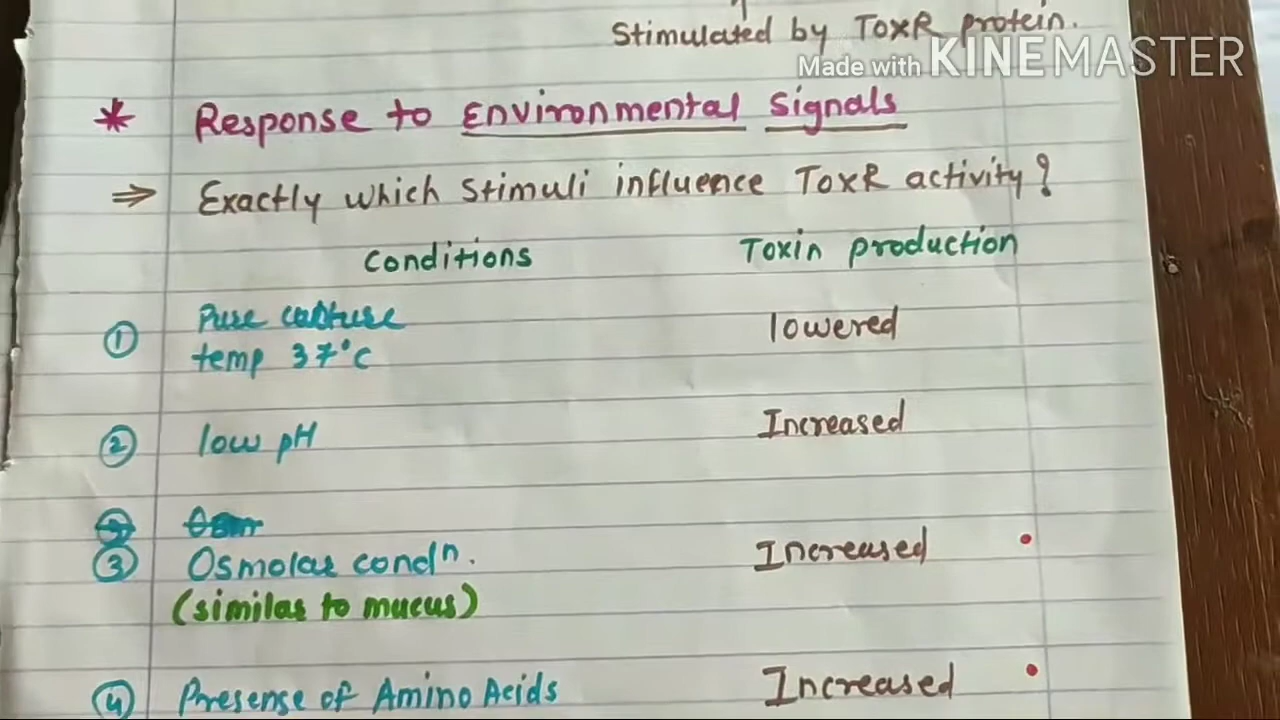 Stimulated by ToxR protein.
Made with KINEMASTER
* Response to Environmental Signals
⇒ Exactly which stimuli influence ToxR activity?
Conditions Toxin production
① Pure culture lowered
temp 37°C
② low pH Increased
③ Osmolar condn. Increased
(similar to mucus)
④ Presence of Amino Acids Increased